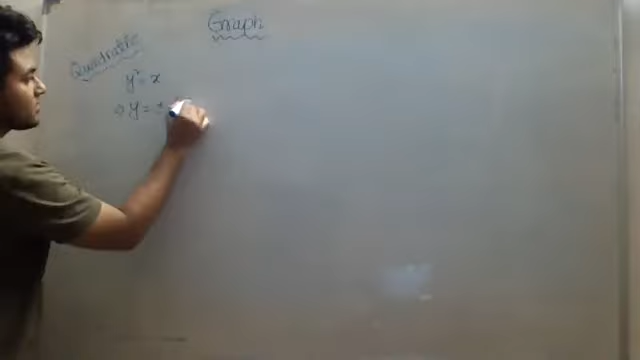 Graph
Quadratic
y² = x
⇒ y = ±